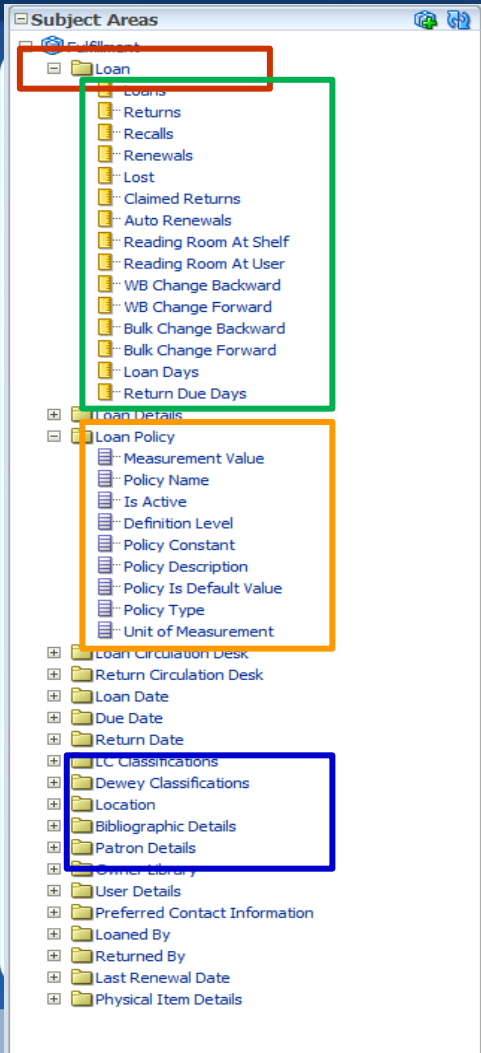 Subject Areas
Fulfillment
Loan
Loans
Returns
Recalls
Renewals
Lost
Claimed Returns
Auto Renewals
Reading Room At Shelf
Reading Room At User
WB Change Backward
WB Change Forward
Bulk Change Backward
Bulk Change Forward
Loan Days
Return Due Days
Loan Details
Loan Policy
Measurement Value
Policy Name
Is Active
Definition Level
Policy Constant
Policy Description
Policy Is Default Value
Policy Type
Unit of Measurement
Loan Circulation Desk
Return Circulation Desk
Loan Date
Due Date
Return Date
LC Classifications
Dewey Classifications
Location
Bibliographic Details
Patron Details
Owner Library
User Details
Preferred Contact Information
Loaned By
Returned By
Last Renewal Date
Physical Item Details